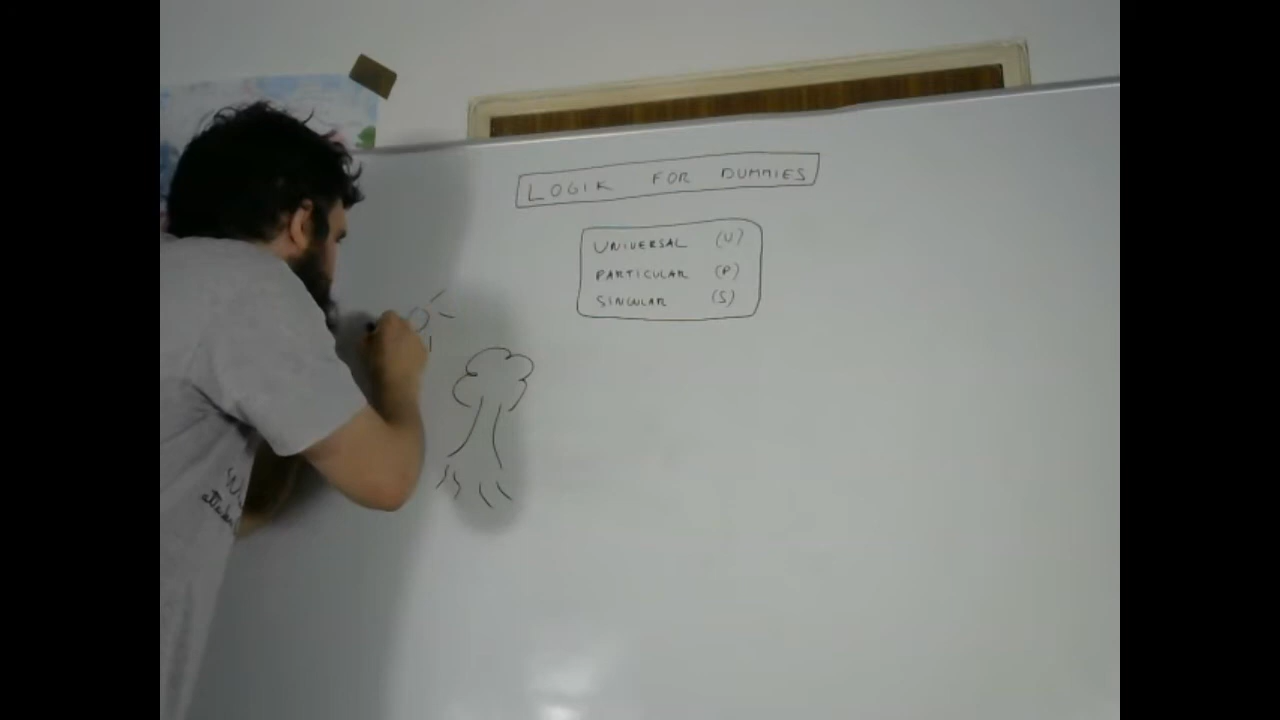 LOGIK FOR DUMMIES
UNIVERSAL (U)
PARTICULAR (P)
SINGULAR (S)